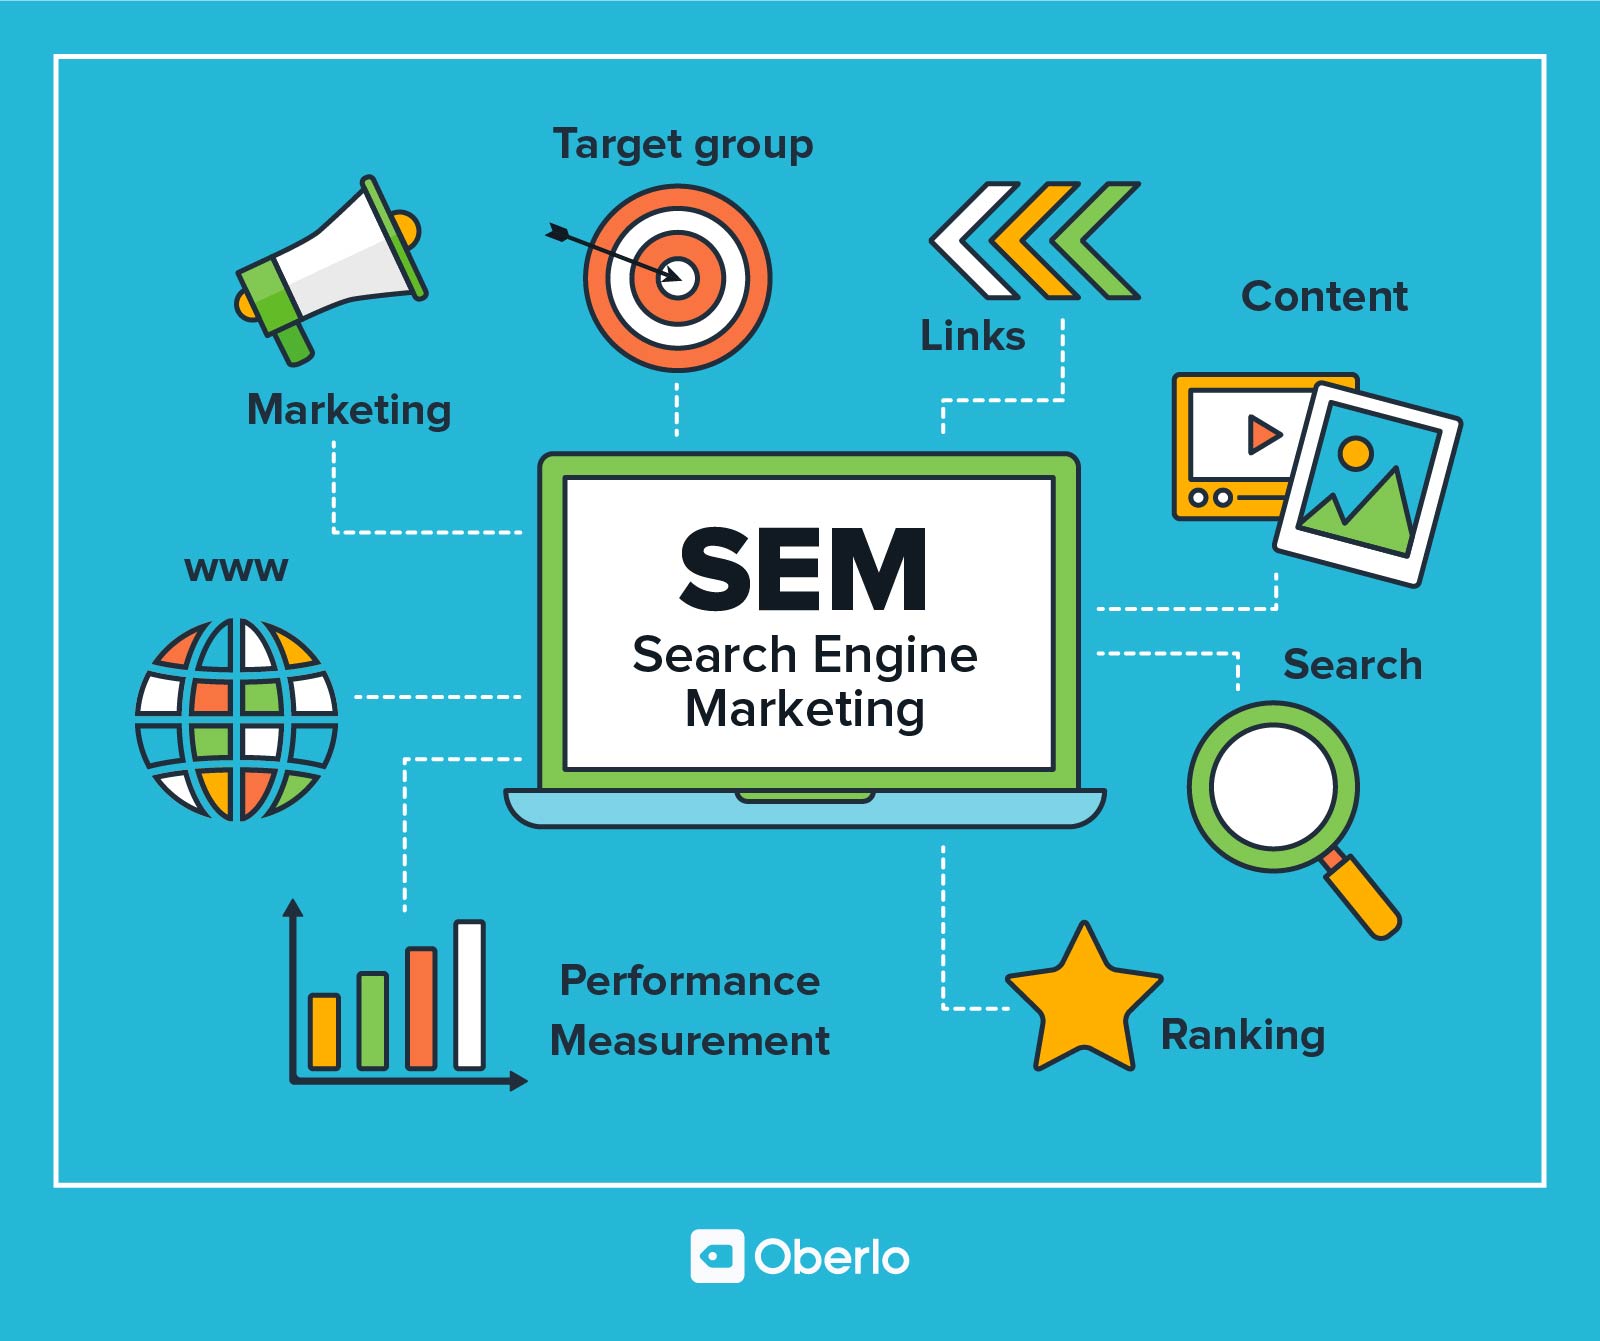 Target group
Links
Content
Marketing
www
SEM
Search Engine
Marketing
Search
Performance
Measurement
Ranking
Oberlo